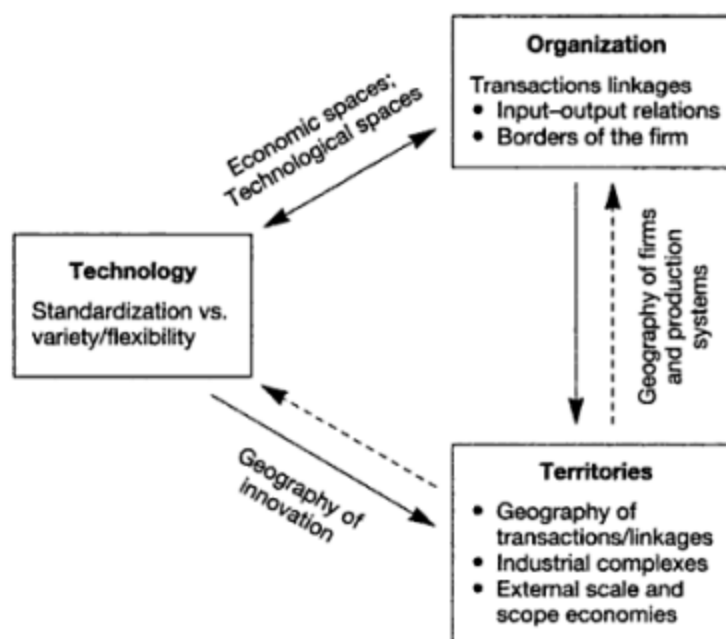 Organization
Transactions linkages
• Input–output relations
• Borders of the firm
Economic spaces;
Technological spaces
Technology
Standardization vs.
variety/flexibility
Geography of firms
and production
systems
Geography of
innovation
Territories
• Geography of
transactions/linkages
• Industrial complexes
• External scale and
scope economies